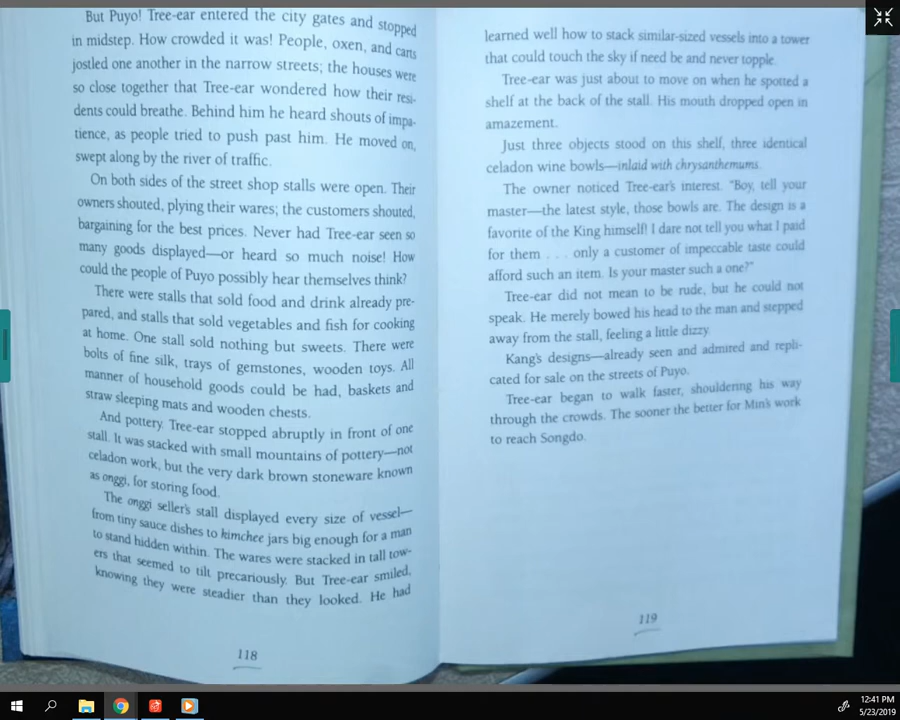 But Puyo! Tree-ear entered the city gates and stopped
in midstep. How crowded it was! People, oxen, and carts
jostled one another in the narrow streets; the houses were
so close together that Tree-ear wondered how their resi-
dents could breathe. Behind him he heard shouts of impa-
tience, as people tried to push past him. He moved on,
swept along by the river of traffic.
On both sides of the street shop stalls were open. Their
owners shouted, plying their wares; the customers shouted,
bargaining for the best prices. Never had Tree-ear seen so
many goods displayed—or heard so much noise! How
could the people of Puyo possibly hear themselves think?
There were stalls that sold food and drink already pre-
pared, and stalls that sold vegetables and fish for cooking
at home. One stall sold nothing but sweets. There were
bolts of fine silk, trays of gemstones, wooden toys. All
manner of household goods could be had, baskets and
straw sleeping mats and wooden chests.
And pottery. Tree-ear stopped abruptly in front of one
stall. It was stacked with small mountains of pottery—not
celadon work, but the very dark brown stoneware known
as onggi, for storing food.
The onggi seller's stall displayed every size of vessel—
from tiny sauce dishes to kimchee jars big enough for a man
to stand hidden within. The wares were stacked in tall tow-
ers that seemed to tilt precariously. But Tree-ear smiled,
knowing they were steadier than they looked. He had
118
learned well how to stack similar-sized vessels into a tower
that could touch the sky if need be and never topple.
Tree-ear was just about to move on when he spotted a
shelf at the back of the stall. His mouth dropped open in
amazement.
Just three objects stood on this shelf, three identical
celadon wine bowls—inlaid with chrysanthemums.
The owner noticed Tree-ear's interest. "Boy, tell your
master—the latest style, those bowls are. The design is a
favorite of the King himself! I dare not tell you what I paid
for them . . . only a customer of impeccable taste could
afford such an item. Is your master such a one?"
Tree-ear did not mean to be rude, but he could not
speak. He merely bowed his head to the man and stepped
away from the stall, feeling a little dizzy.
Kang's designs—already seen and admired and repli-
cated for sale on the streets of Puyo.
Tree-ear began to walk faster, shouldering his way
through the crowds. The sooner the better for Min's work
to reach Songdo.
119
12:41 PM
5/23/2019